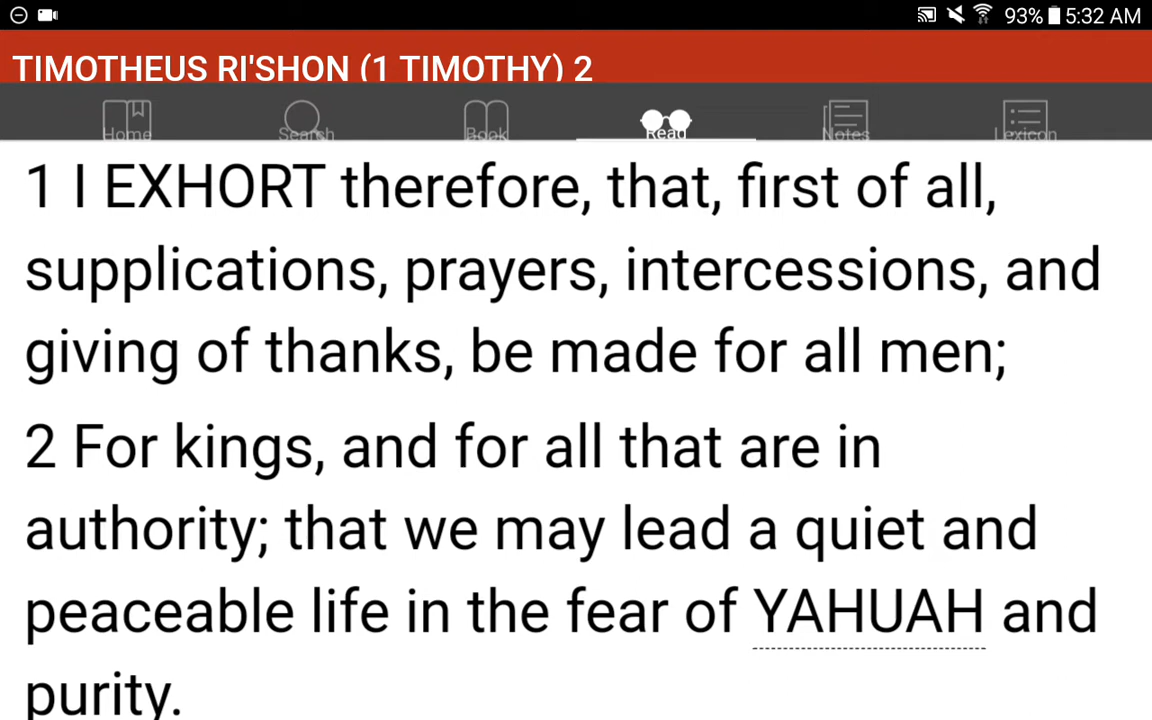 93% 5:32 AM
TIMOTHEUS RI'SHON (1 TIMOTHY) 2
Home Search Book Read Notes Lexicon
1 I EXHORT therefore, that, first of all,
supplications, prayers, intercessions, and
giving of thanks, be made for all men;
2 For kings, and for all that are in
authority; that we may lead a quiet and
peaceable life in the fear of YAHUAH and
purity.